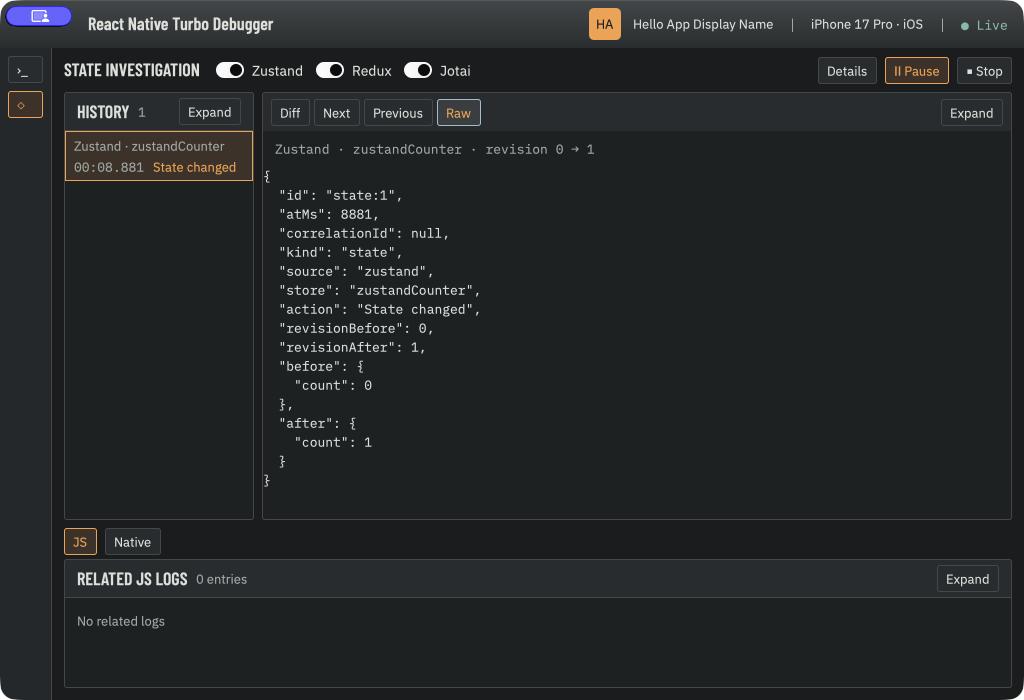 React Native Turbo Debugger
HA Hello App Display Name | iPhone 17 Pro · iOS | ● Live
>_
STATE INVESTIGATION Zustand Redux Jotai Details Pause Stop
HISTORY 1 Expand
Zustand · zustandCounter
00:08.881 State changed
Diff Next Previous Raw Expand
Zustand · zustandCounter · revision 0 → 1
{
  "id": "state:1",
  "atMs": 8881,
  "correlationId": null,
  "kind": "state",
  "source": "zustand",
  "store": "zustandCounter",
  "action": "State changed",
  "revisionBefore": 0,
  "revisionAfter": 1,
  "before": {
    "count": 0
  },
  "after": {
    "count": 1
  }
}
JS Native
RELATED JS LOGS 0 entries Expand
No related logs